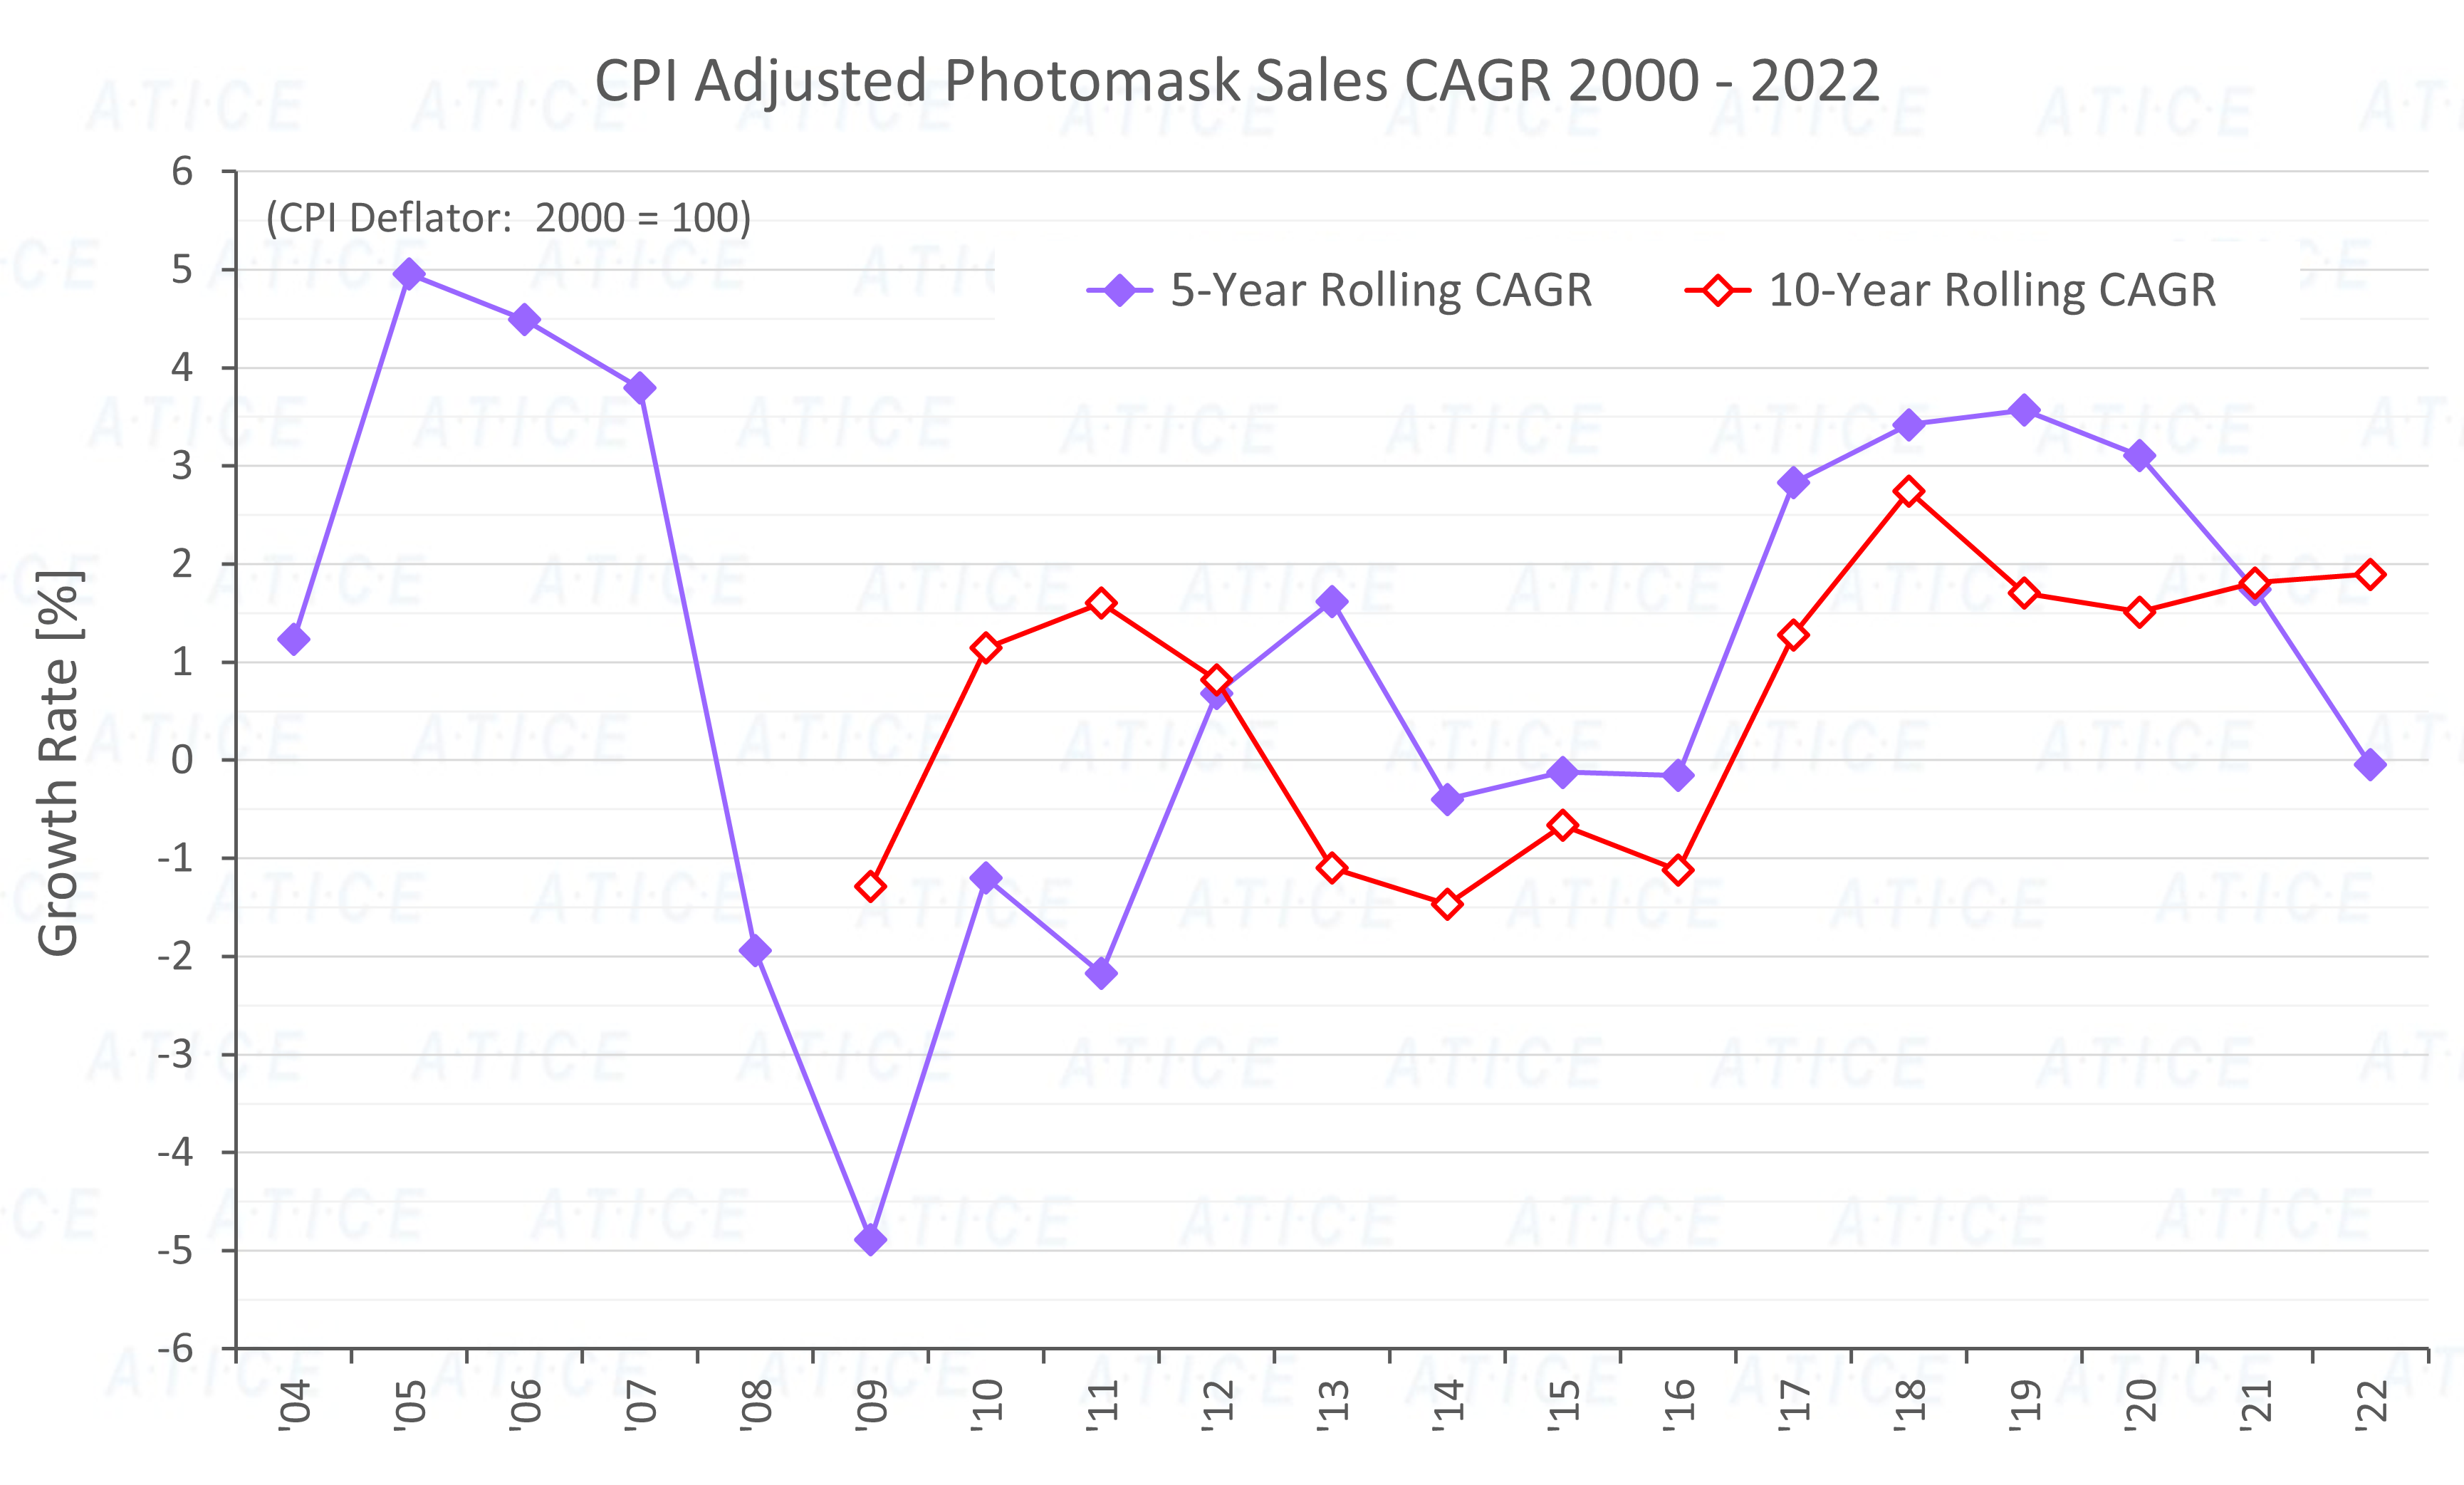 CPI Adjusted Photomask Sales CAGR 2000 - 2022
(CPI Deflator: 2000 = 100)
5-Year Rolling CAGR
10-Year Rolling CAGR
Growth Rate [%]
6
5
4
3
2
1
0
-1
-2
-3
-4
-5
-6
'04 '05 '06 '07 '08 '09 '10 '11 '12 '13 '14 '15 '16 '17 '18 '19 '20 '21 '22
A·T·I·C·E